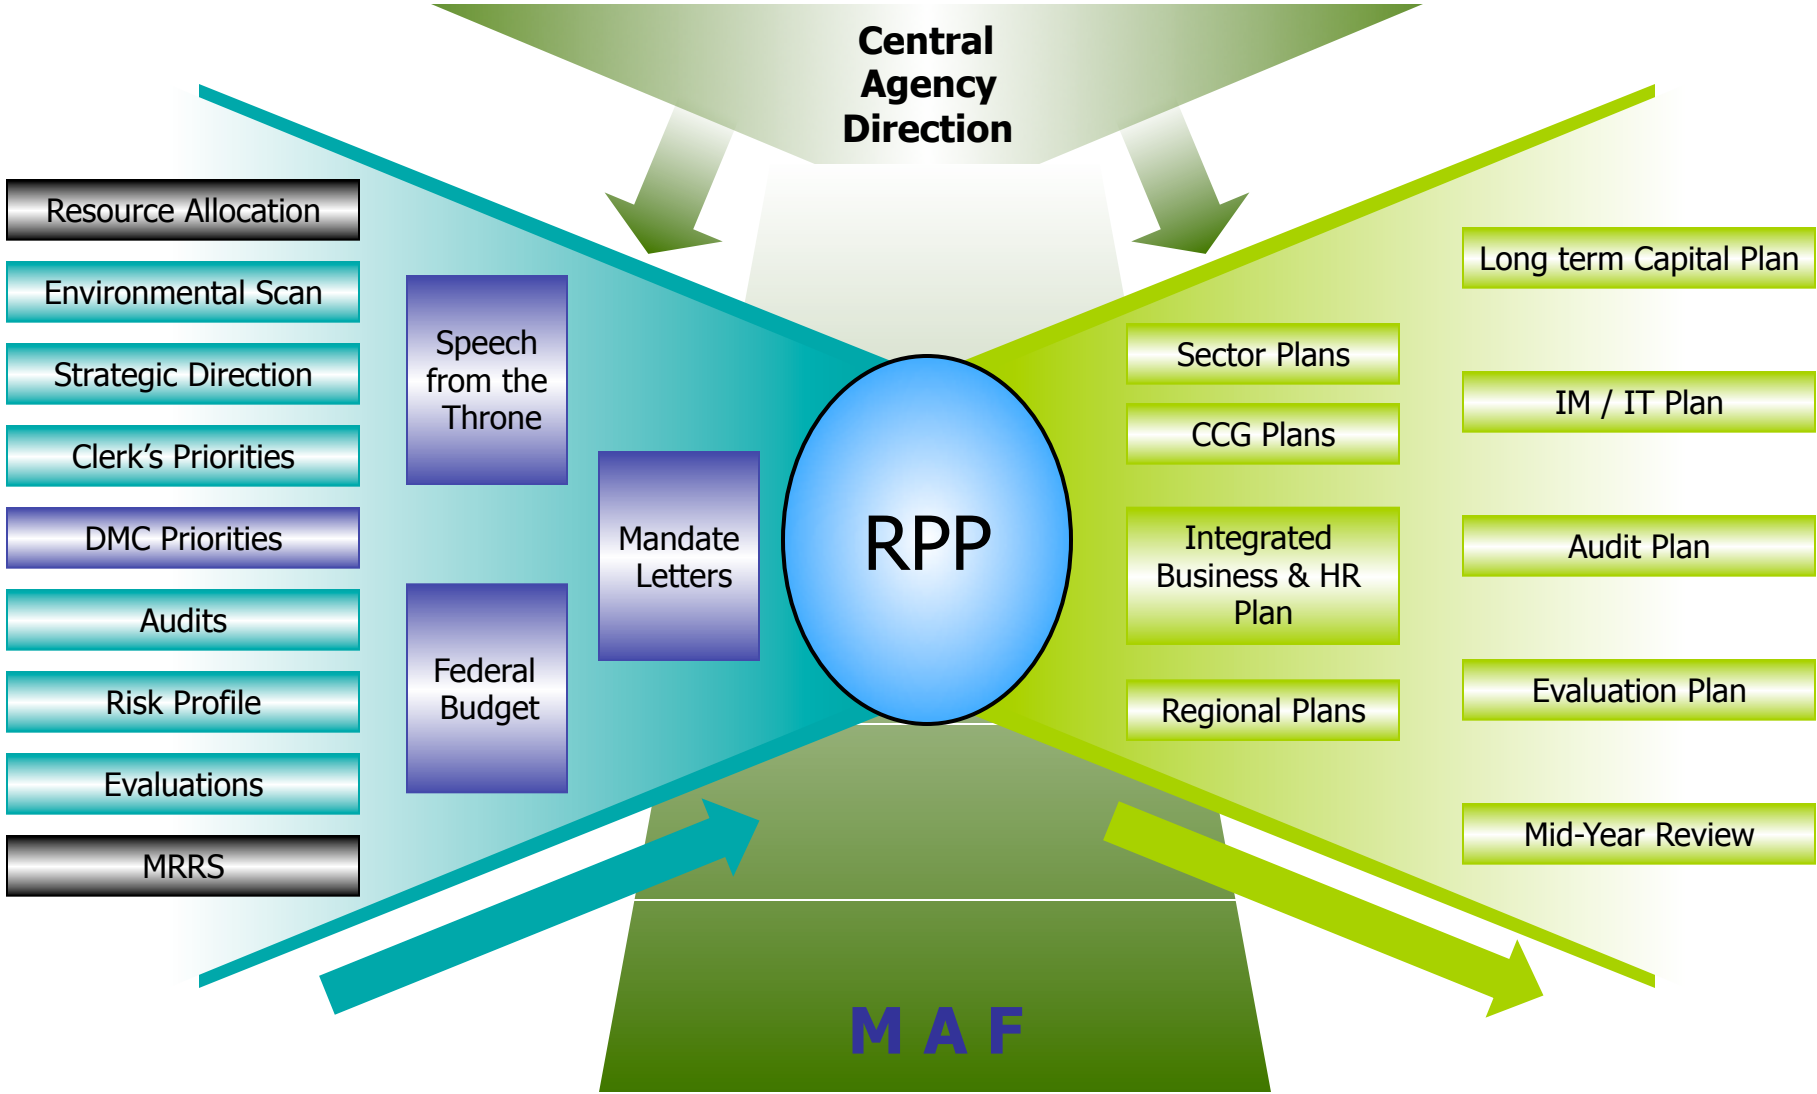 Central
Agency
Direction
Resource Allocation
Environmental Scan
Strategic Direction
Clerk’s Priorities
DMC Priorities
Audits
Risk Profile
Evaluations
MRRS
Speech
from the
Throne
Federal
Budget
Mandate
Letters
RPP
Sector Plans
CCG Plans
Integrated
Business & HR
Plan
Regional Plans
Long term Capital Plan
IM / IT Plan
Audit Plan
Evaluation Plan
Mid-Year Review
M A F